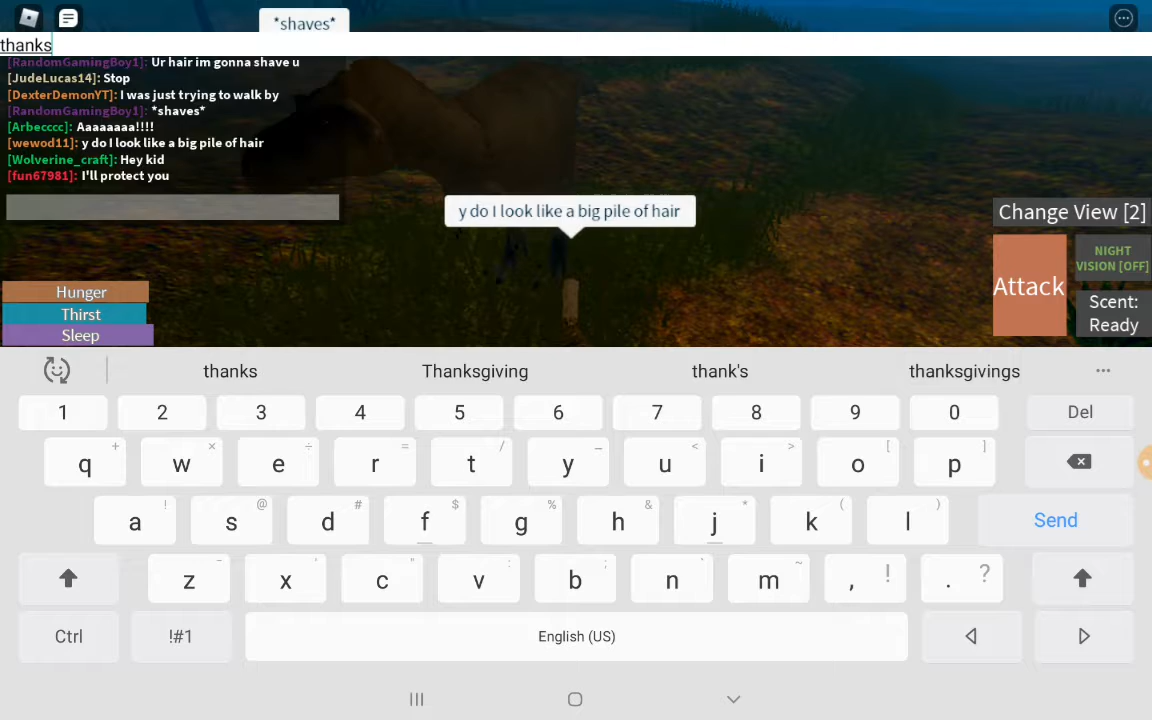 *shaves*
thanks
[RandomGamingBoy1]: Ur hair im gonna shave u
[JudeLucas14]: Stop
[DexterDemonYT]: I was just trying to walk by
[RandomGamingBoy1]: *shaves*
[Arbecccc]: Aaaaaaa!!!!
[wewod11]: y do I look like a big pile of hair
[Wolverine_craft]: Hey kid
[fun67981]: I'll protect you
y do I look like a big pile of hair
Change View [2]
NIGHT
VISION [OFF]
Attack
Scent:
Ready
Hunger
Thirst
Sleep
thanks Thanksgiving thank's thanksgivings ...
1 2 3 4 5 6 7 8 9 0 Del
+ × ÷ = / _ < > [ ]
q w e r t y u i o p
! @ # $ % & * ( )
a s d f g h j k l Send
- ' " : ; ` ~ ! ?
z x c v b n m , .
Ctrl !#1 English (US)